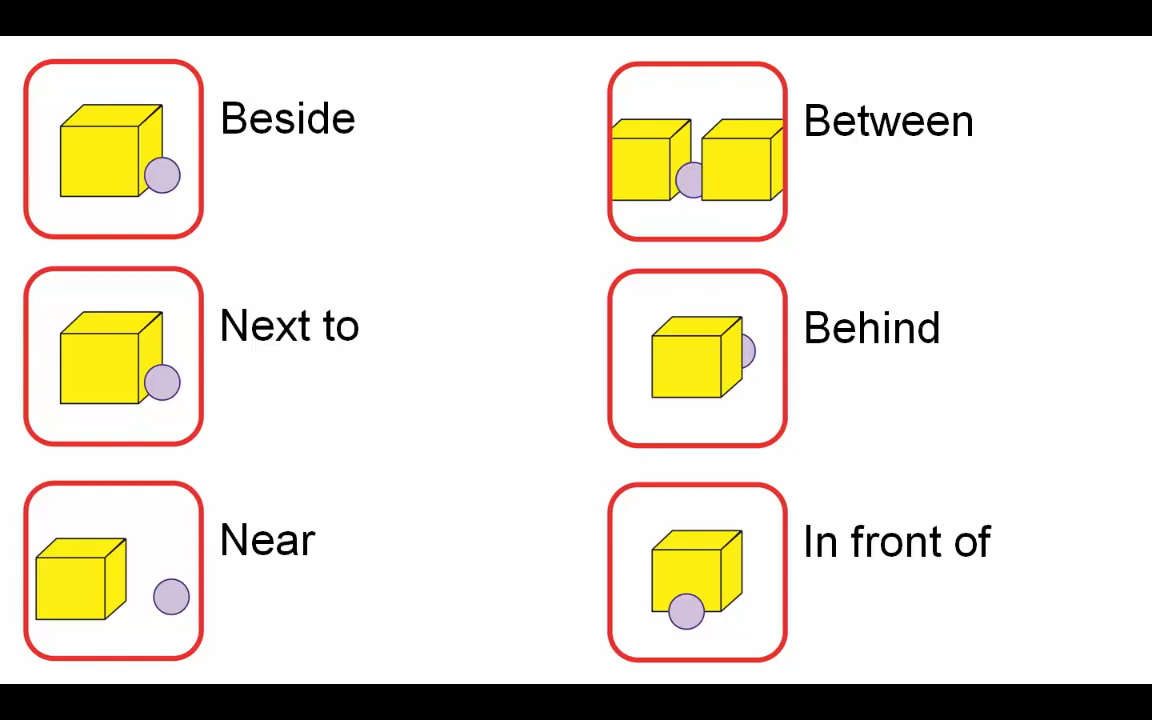 Beside
Next to
Near
Between
Behind
In front of